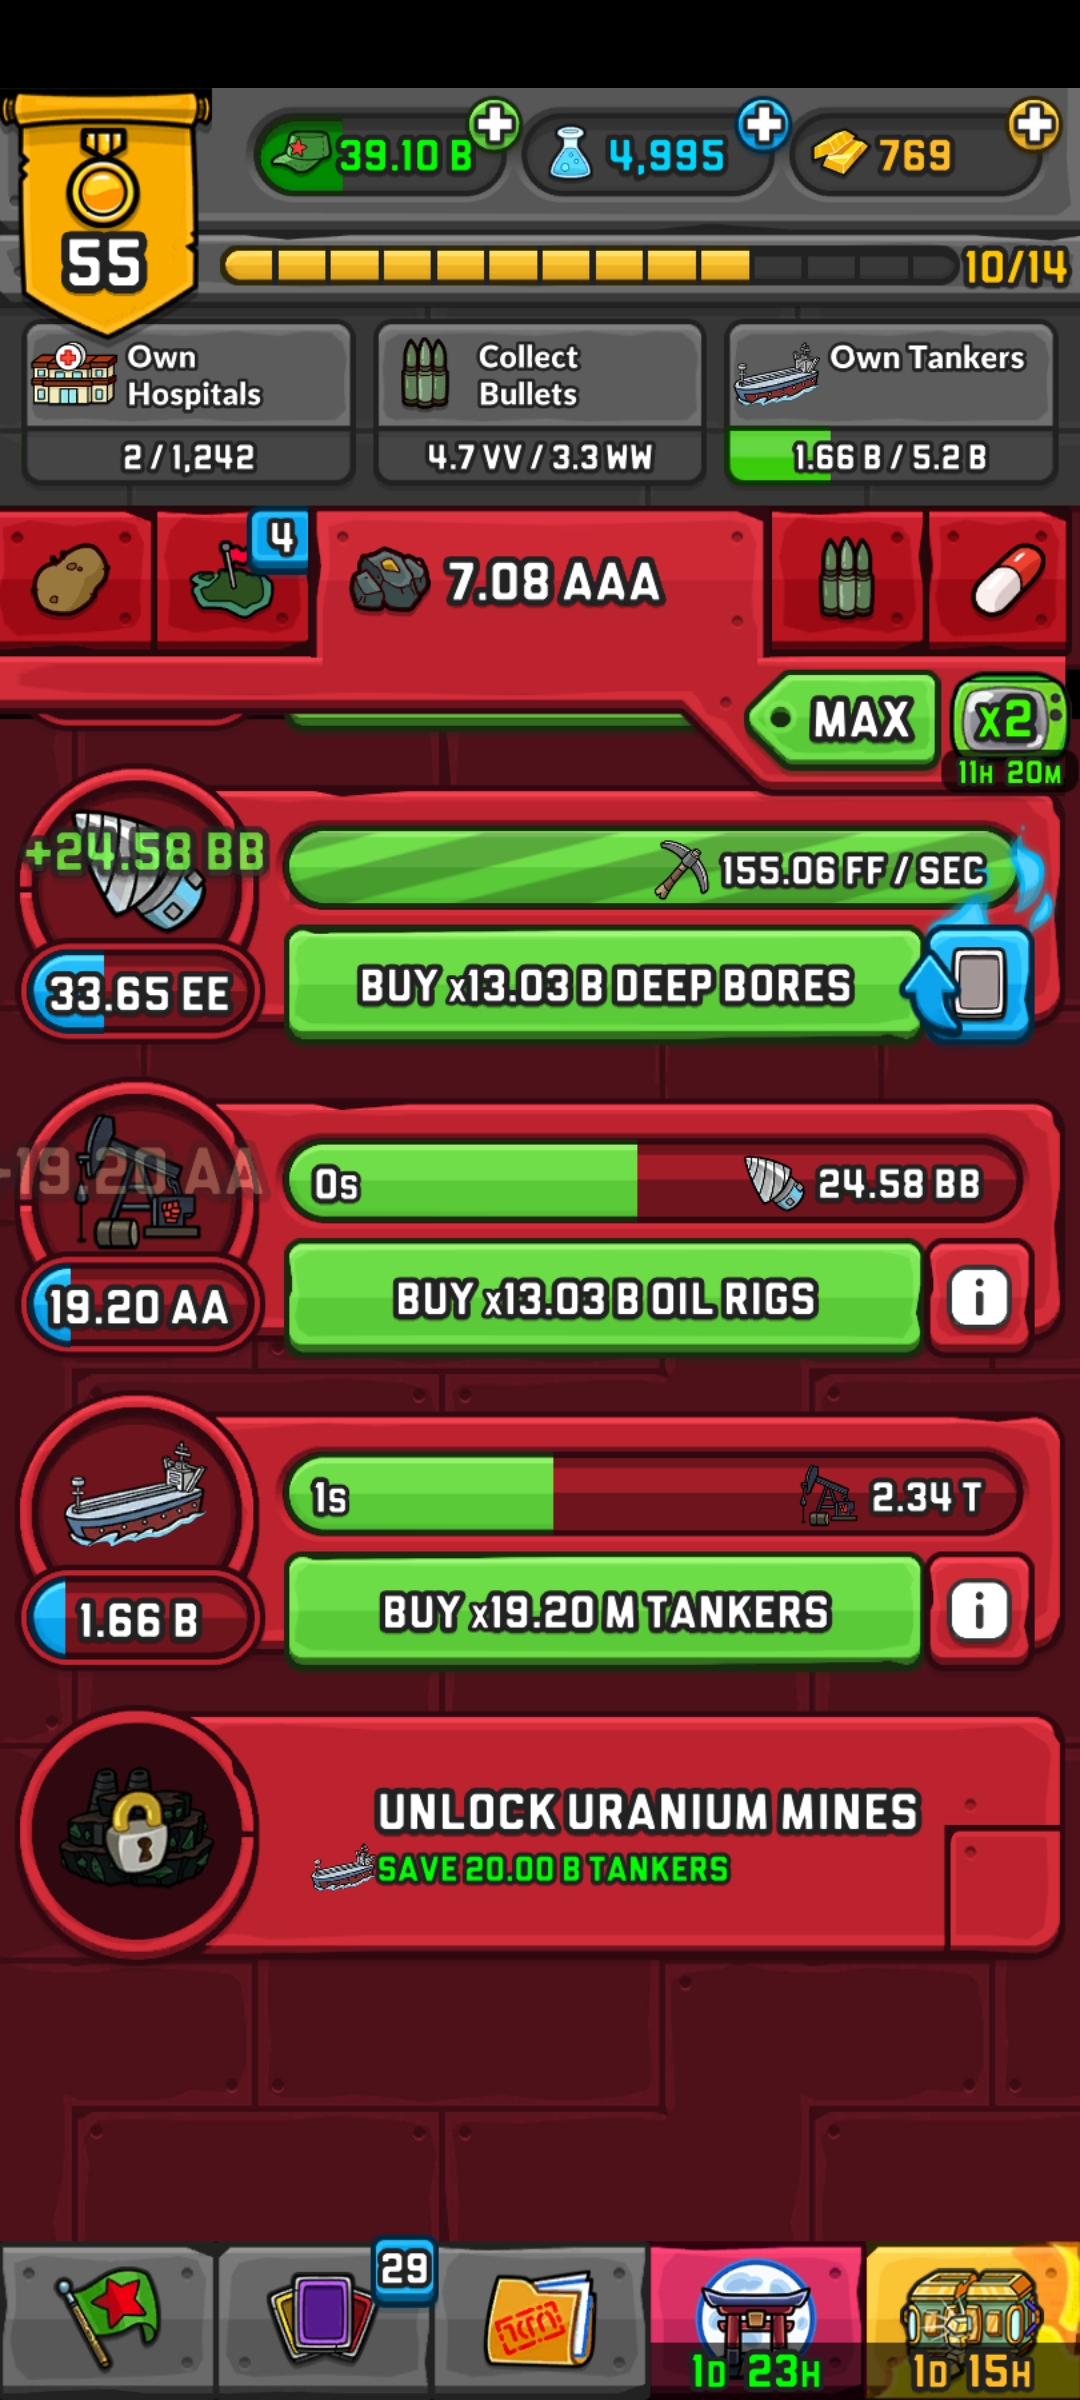 55
39.10 B
4,995
769
10/14
Own Hospitals
2 / 1,242
Collect Bullets
4.7 VV / 3.3 WW
Own Tankers
1.66 B / 5.2 B
4
7.08 AAA
MAX
x2
11H 20M
+24.58 BB
155.06 FF / SEC
33.65 EE
BUY x13.03 B DEEP BORES
-19.20 AA
0s
24.58 BB
19.20 AA
BUY x13.03 B OIL RIGS
i
1s
2.34 T
1.66 B
BUY x19.20 M TANKERS
i
UNLOCK URANIUM MINES
SAVE 20.00 B TANKERS
29
1D 23H
1D 15H